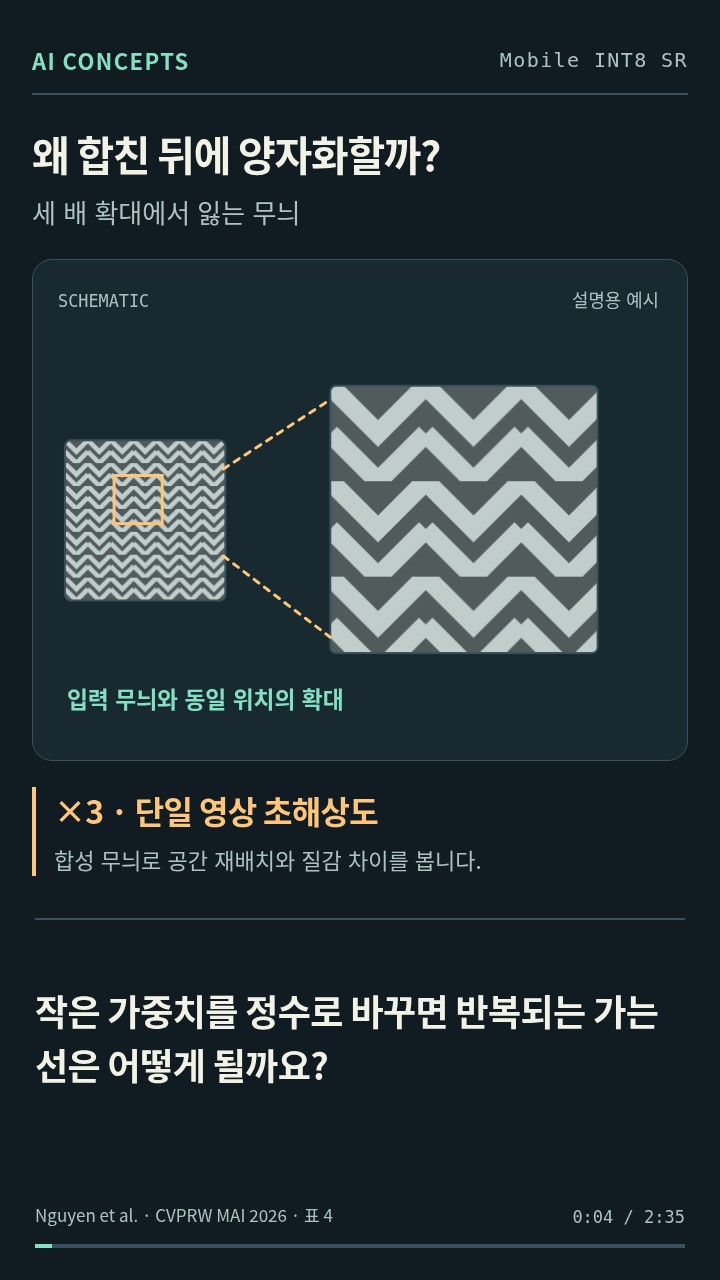 AI CONCEPTS
Mobile INT8 SR
왜 합친 뒤에 양자화할까?
세 배 확대에서 잃는 무늬
SCHEMATIC
설명용 예시
입력 무늬와 동일 위치의 확대
×3 · 단일 영상 초해상도
합성 무늬로 공간 재배치와 질감 차이를 봅니다.
작은 가중치를 정수로 바꾸면 반복되는 가는
선은 어떻게 될까요?
Nguyen et al. · CVPRW MAI 2026 · 표 4
0:04 / 2:35